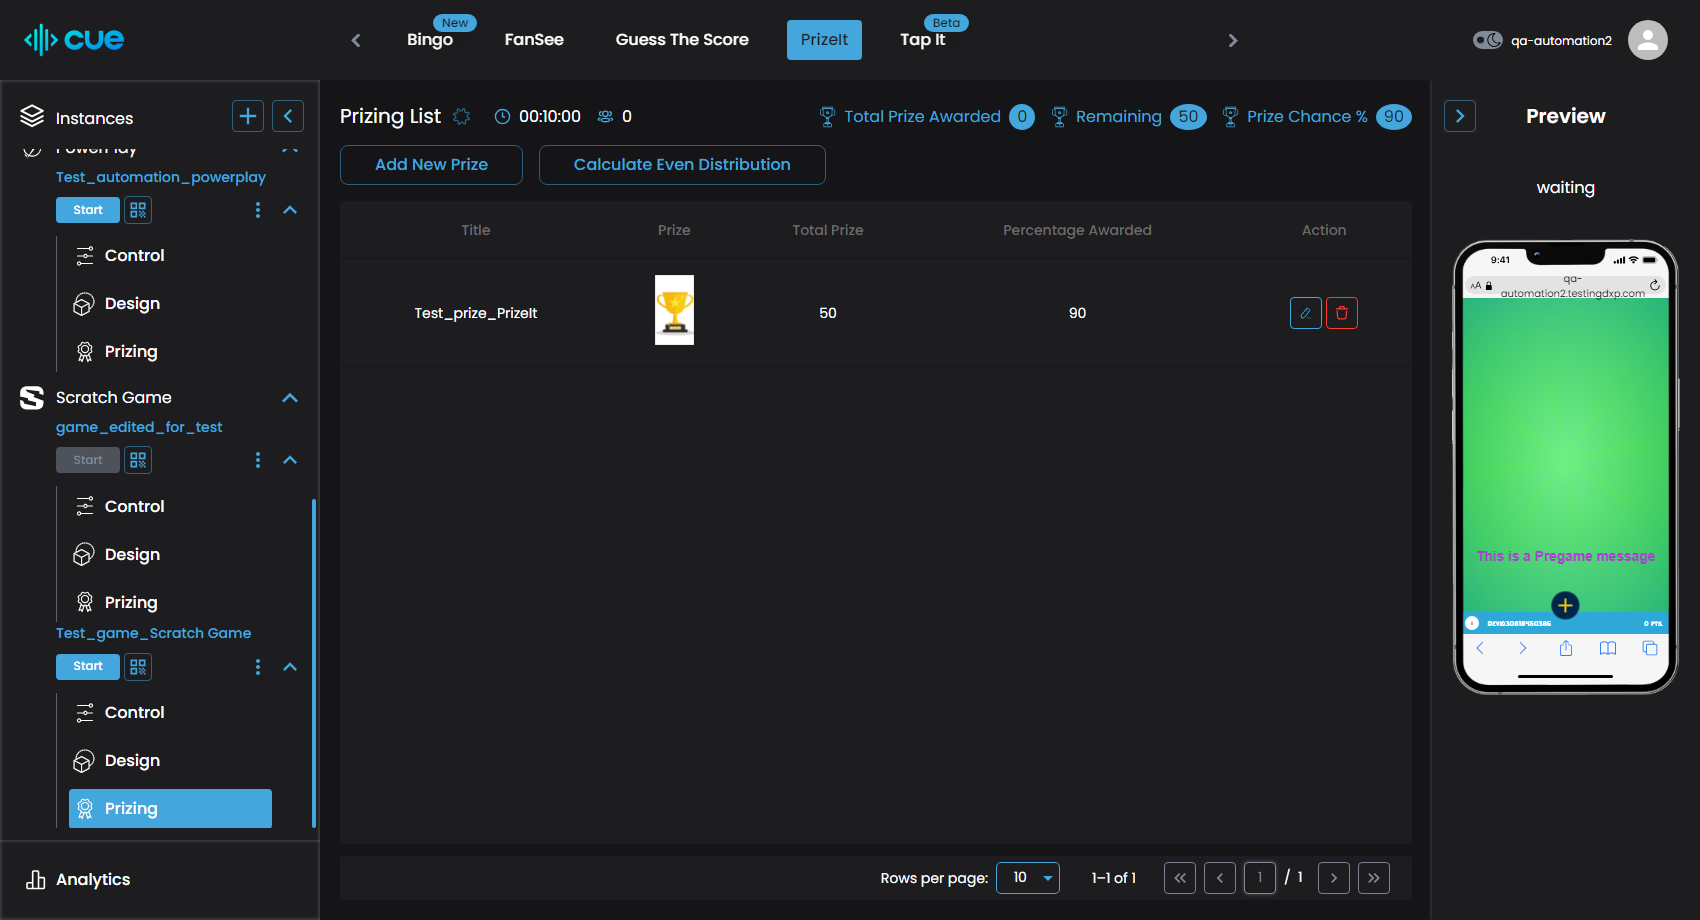 cue
New
Bingo
FanSee
Guess The Score
PrizeIt
Beta
Tap It
qa-automation2
Instances
PowerPlay
Test_automation_powerplay
Start
Control
Design
Prizing
Scratch Game
game_edited_for_test
Start
Control
Design
Prizing
Test_game_Scratch Game
Start
Control
Design
Prizing
Analytics
Prizing List
00:10:00
0
Total Prize Awarded 0
Remaining 50
Prize Chance % 90
Add New Prize
Calculate Even Distribution
Title Prize Total Prize Percentage Awarded Action
Test_prize_PrizeIt 50 90
Rows per page: 10 1–1 of 1 1 / 1
Preview
waiting
9:41
AA
qa-
automation2.testingdxp.com
This is a Pregame message
0 PTS.